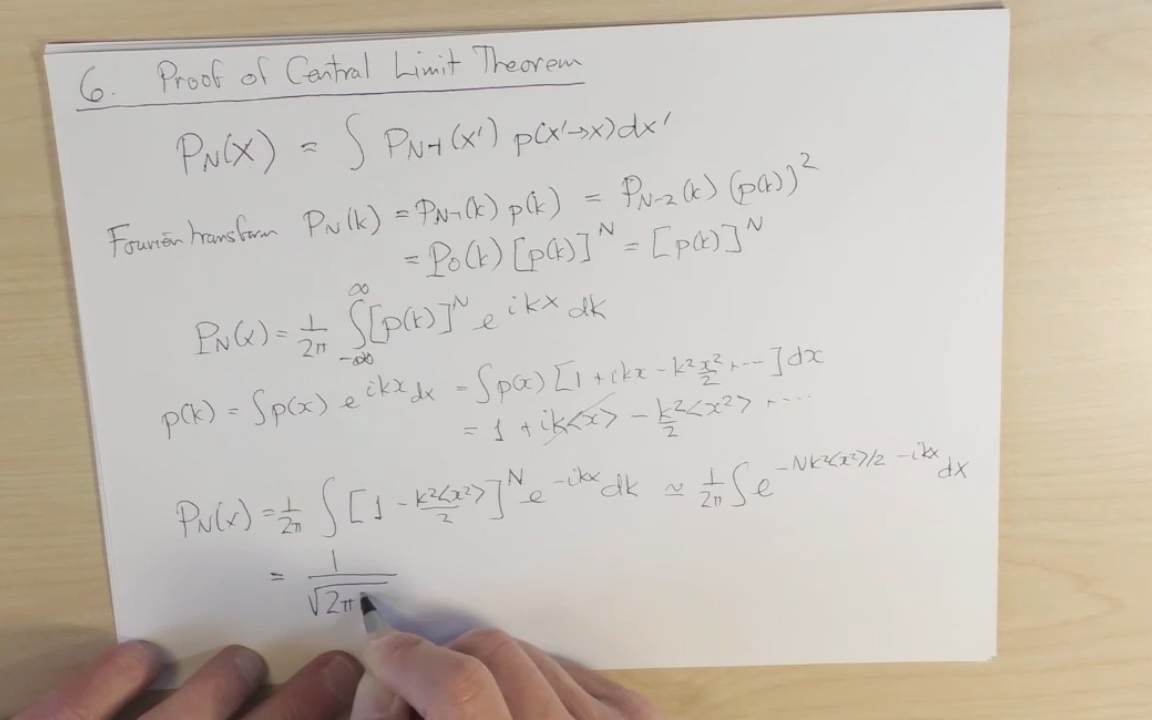 6. Proof of Central Limit Theorem
P_N(x) = ∫ P_{N-1}(x') p(x'→x) dx'
Fourier transform P_N(k) = P_{N-1}(k) p(k) = P_{N-2}(k) (p(k))^2
= P_0(k) [p(k)]^N = [p(k)]^N
P_N(x) = 1/2π ∫_{-∞}^{∞} [p(k)]^N e^{ikx} dk
p(k) = ∫ p(x) e^{ikx} dx = ∫ p(x) [1 + ikx - k^2 x^2/2 + ...] dx
= 1 + ik<x> - k^2/2 <x^2> + ....
P_N(x) = 1/2π ∫ [1 - k^2<x^2>/2]^N e^{-ikx} dk ≃ 1/2π ∫ e^{-Nk^2<x^2>/2 - ikx} dx
= 1/√2π